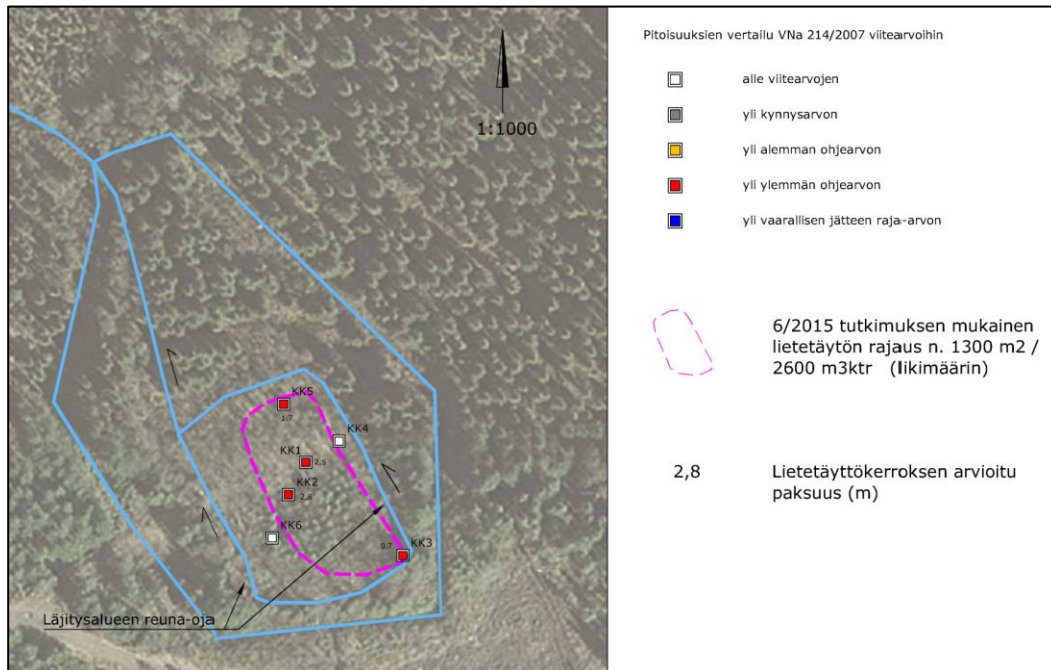 1:1000
KK5
1,7
KK4
KK1
2,5
KK2
2,8
KK6
KK3
0,7
Läjitysalueen reuna-oja
Pitoisuuksien vertailu VNa 214/2007 viitearvoihin
alle viitearvojen
yli kynnysarvon
yli alemman ohjearvon
yli ylemmän ohjearvon
yli vaarallisen jätteen raja-arvon
6/2015 tutkimuksen mukainen
lietetäytön rajaus n. 1300 m2 /
2600 m3ktr (likimäärin)
2,8 Lietetäyttökerroksen arvioitu
paksuus (m)